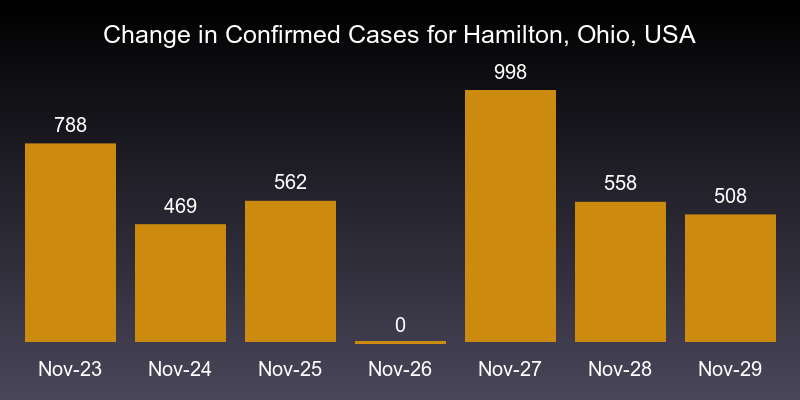 Change in Confirmed Cases for Hamilton, Ohio, USA
788
469
562
0
998
558
508
Nov-23
Nov-24
Nov-25
Nov-26
Nov-27
Nov-28
Nov-29